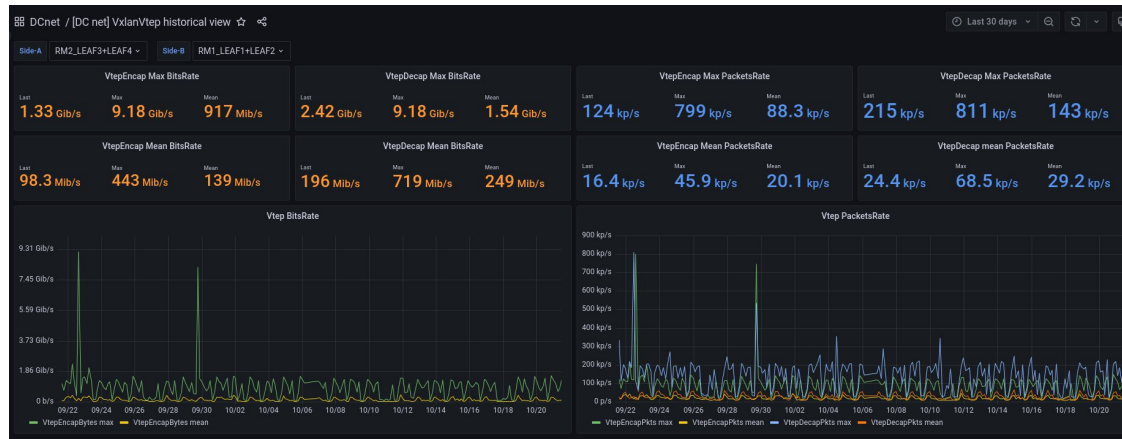 DCnet / [DC net] VxlanVtep historical view
Last 30 days
Side-A RM2_LEAF3+LEAF4 Side-B RM1_LEAF1+LEAF2
VtepEncap Max BitsRate
Last Max Mean
1.33 Gib/s 9.18 Gib/s 917 Mib/s
VtepDecap Max BitsRate
Last Max Mean
2.42 Gib/s 9.18 Gib/s 1.54 Gib/s
VtepEncap Max PacketsRate
Last Max Mean
124 kp/s 799 kp/s 88.3 kp/s
VtepDecap Max PacketsRate
Last Max Mean
215 kp/s 811 kp/s 143 kp/s
VtepEncap Mean BitsRate
Last Max Mean
98.3 Mib/s 443 Mib/s 139 Mib/s
VtepDecap Mean BitsRate
Last Max Mean
196 Mib/s 719 Mib/s 249 Mib/s
VtepEncap Mean PacketsRate
Last Max Mean
16.4 kp/s 45.9 kp/s 20.1 kp/s
VtepDecap mean PacketsRate
Last Max Mean
24.4 kp/s 68.5 kp/s 29.2 kp/s
Vtep BitsRate
9.31 Gib/s
7.45 Gib/s
5.59 Gib/s
3.73 Gib/s
1.86 Gib/s
0 b/s
09/22 09/24 09/26 09/28 09/30 10/02 10/04 10/06 10/08 10/10 10/12 10/14 10/16 10/18 10/20
VtepEncapBytes max VtepEncapBytes mean
Vtep PacketsRate
900 kp/s
800 kp/s
700 kp/s
600 kp/s
500 kp/s
400 kp/s
300 kp/s
200 kp/s
100 kp/s
0 p/s
09/22 09/24 09/26 09/28 09/30 10/02 10/04 10/06 10/08 10/10 10/12 10/14 10/16 10/18 10/20
VtepEncapPkts max VtepEncapPkts mean VtepDecapPkts max VtepDecapPkts mean